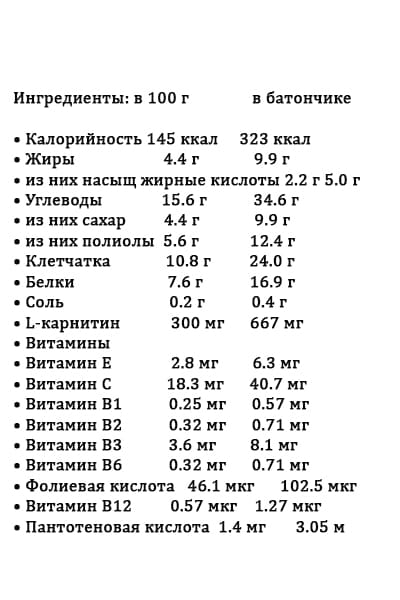 Ингредиенты: в 100 г в батончике
• Калорийность 145 ккал 323 ккал
• Жиры 4.4 г 9.9 г
• из них насыщ жирные кислоты 2.2 г 5.0 г
• Углеводы 15.6 г 34.6 г
• из них сахар 4.4 г 9.9 г
• из них полиолы 5.6 г 12.4 г
• Клетчатка 10.8 г 24.0 г
• Белки 7.6 г 16.9 г
• Соль 0.2 г 0.4 г
• L-карнитин 300 мг 667 мг
• Витамины
• Витамин E 2.8 мг 6.3 мг
• Витамин C 18.3 мг 40.7 мг
• Витамин B1 0.25 мг 0.57 мг
• Витамин B2 0.32 мг 0.71 мг
• Витамин B3 3.6 мг 8.1 мг
• Витамин B6 0.32 мг 0.71 мг
• Фолиевая кислота 46.1 мкг 102.5 мкг
• Витамин B12 0.57 мкг 1.27 мкг
• Пантотеновая кислота 1.4 мг 3.05 м